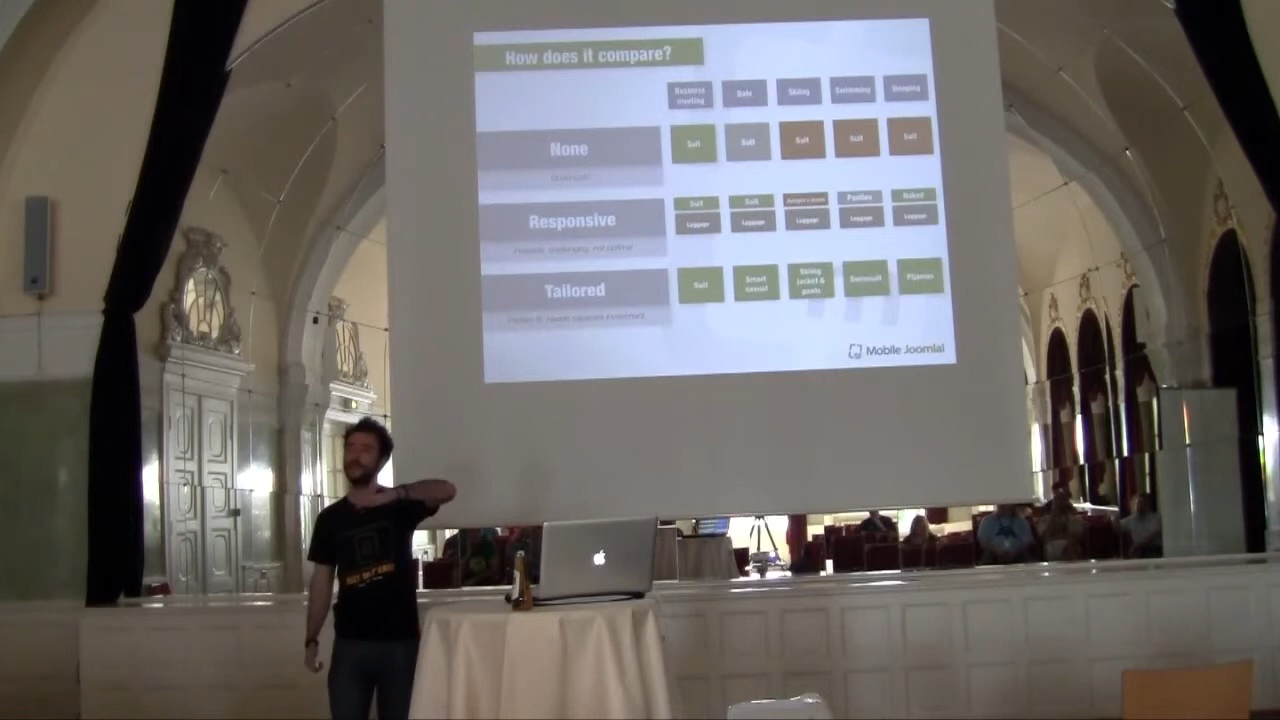 How does it compare?
Business meeting Date Skiing Swimming Sleeping
None Suit Suit Suit Suit Suit
Responsive Suit Suit Panties Naked
Luggage Luggage Luggage Luggage Luggage
Tailored Suit Smart casual Skiing jacket & pants Swimsuit Pijamas
Mobile Joomla!